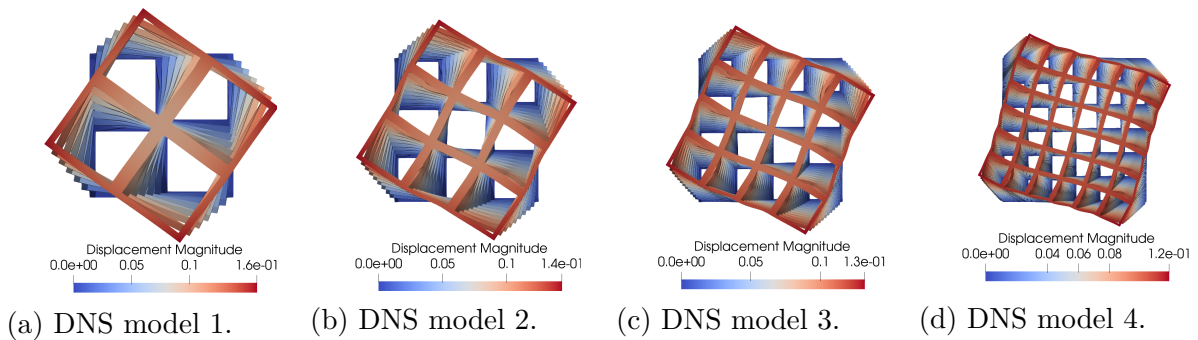 Displacement Magnitude
0.0e+00 0.05 0.1 1.6e-01
(a) DNS model 1.
Displacement Magnitude
0.0e+00 0.05 0.1 1.4e-01
(b) DNS model 2.
Displacement Magnitude
0.0e+00 0.05 0.1 1.3e-01
(c) DNS model 3.
Displacement Magnitude
0.0e+00 0.04 0.06 0.08 1.2e-01
(d) DNS model 4.